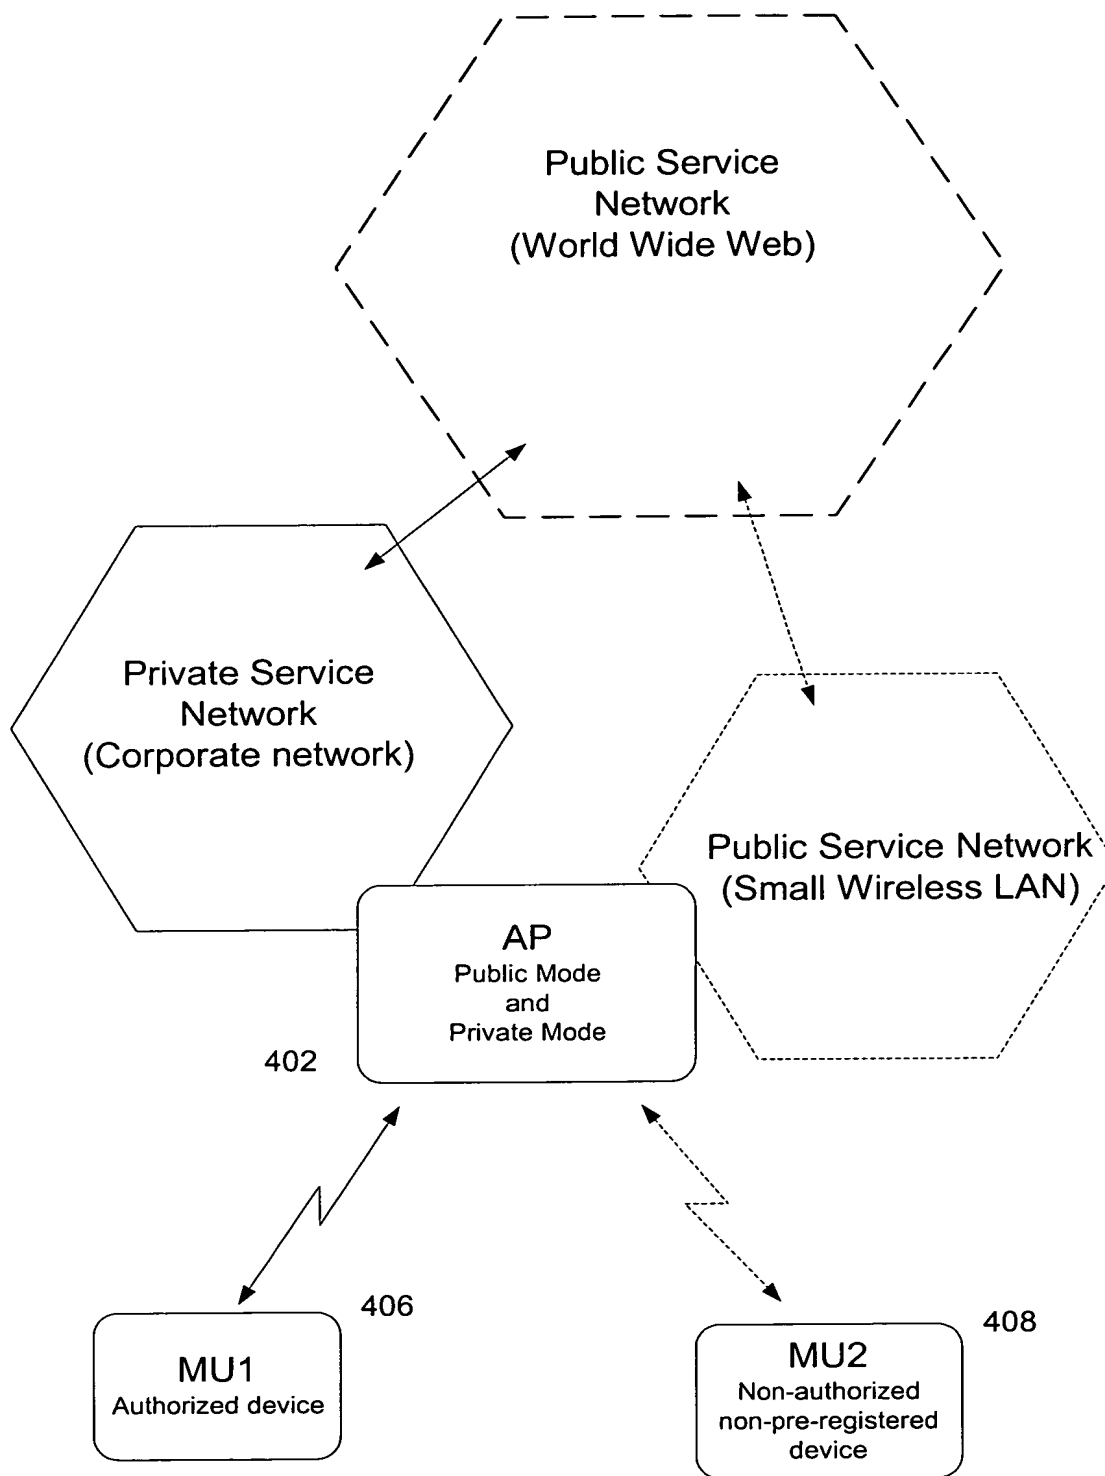 Public Service
Network
(World Wide Web)
Private Service
Network
(Corporate network)
Public Service Network
(Small Wireless LAN)
AP
Public Mode
and
Private Mode
402
406
MU1
Authorized device
408
MU2
Non-authorized
non-pre-registered
device